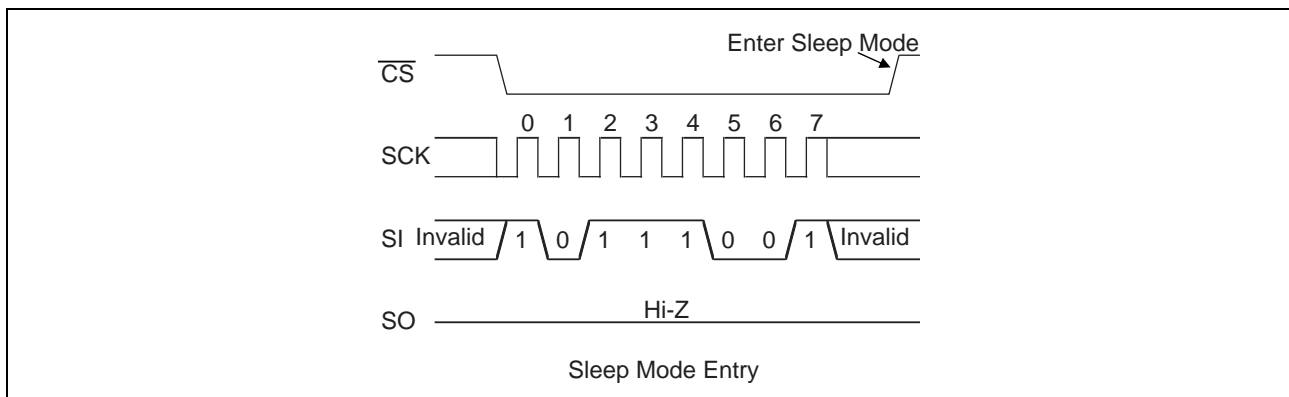 Enter Sleep Mode
CS
0 1 2 3 4 5 6 7
SCK
SI Invalid 1 0 1 1 1 0 0 1 Invalid
Hi-Z
SO
Sleep Mode Entry